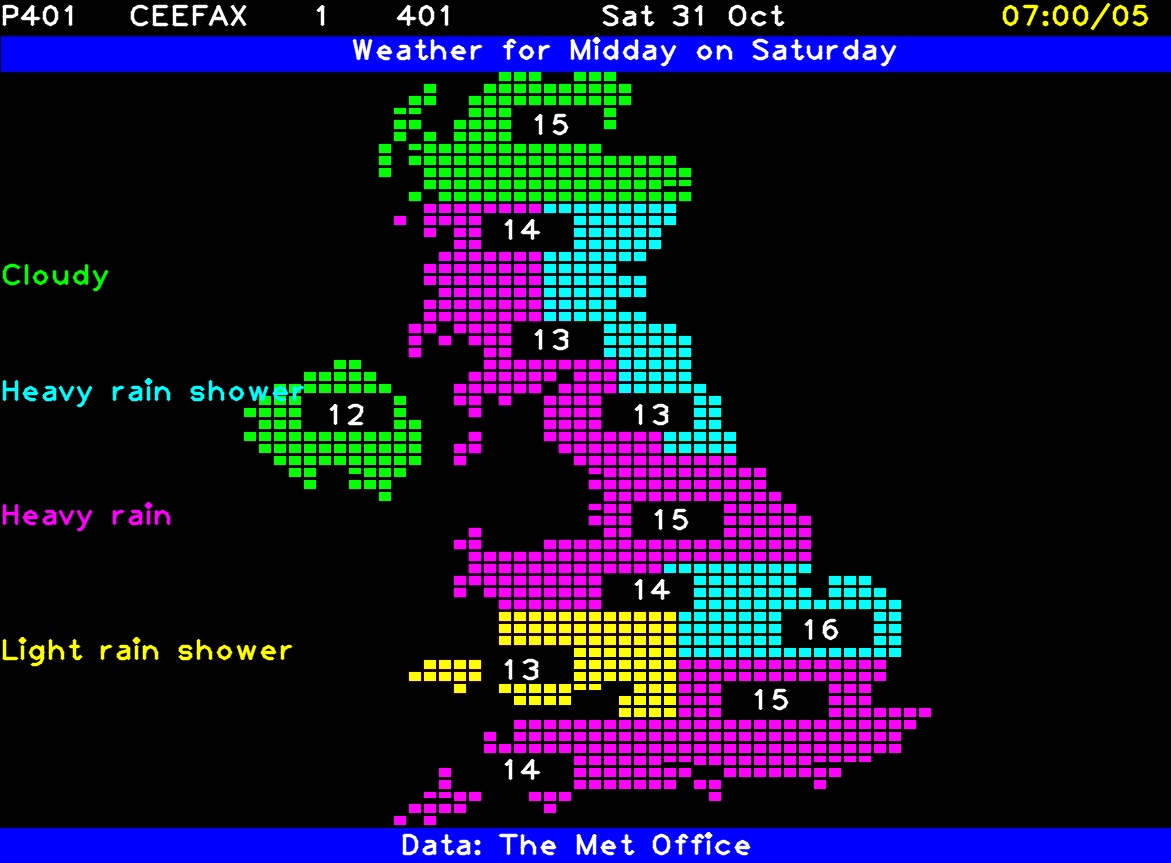 P401 CEEFAX 1 401 Sat 31 Oct 07:00/05
Weather for Midday on Saturday
15
14
Cloudy
13
Heavy rain shower
12 13
Heavy rain
15
14
16
Light rain shower
13
15
14
Data: The Met Office